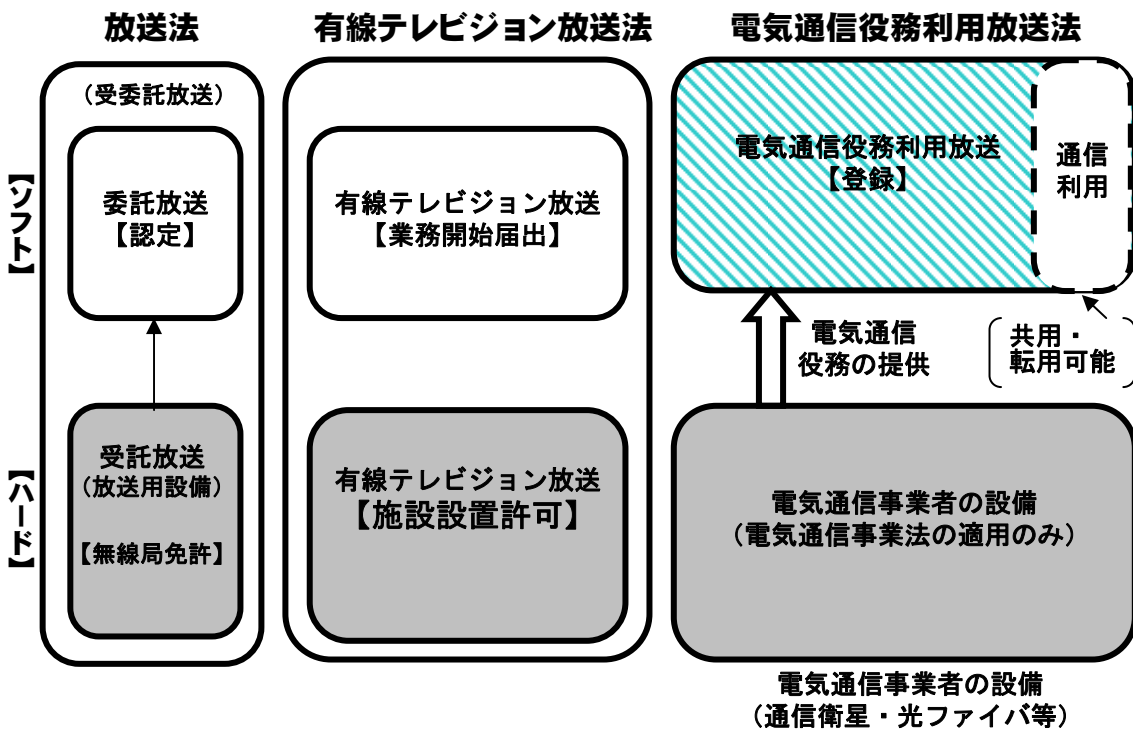 放送法
有線テレビジョン放送法
電気通信役務利用放送法
【ソフト】
(受委託放送)
委託放送
【認定】
有線テレビジョン放送
【業務開始届出】
電気通信役務利用放送
【登録】
通信
利用
電気通信
役務の提供
共用・
転用可能
【ハード】
受託放送
(放送用設備)
【無線局免許】
有線テレビジョン放送
【施設設置許可】
電気通信事業者の設備
(電気通信事業法の適用のみ)
電気通信事業者の設備
(通信衛星・光ファイバ等)